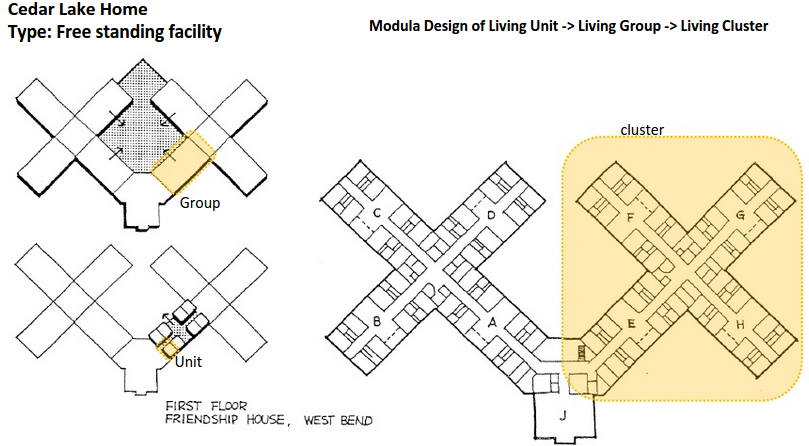 Cedar Lake Home
Type: Free standing facility
Modula Design of Living Unit -> Living Group -> Living Cluster
cluster
Group
C
D
F
G
B
A
E
H
Unit
J
FIRST FLOOR
FRIENDSHIP HOUSE, WEST BEND